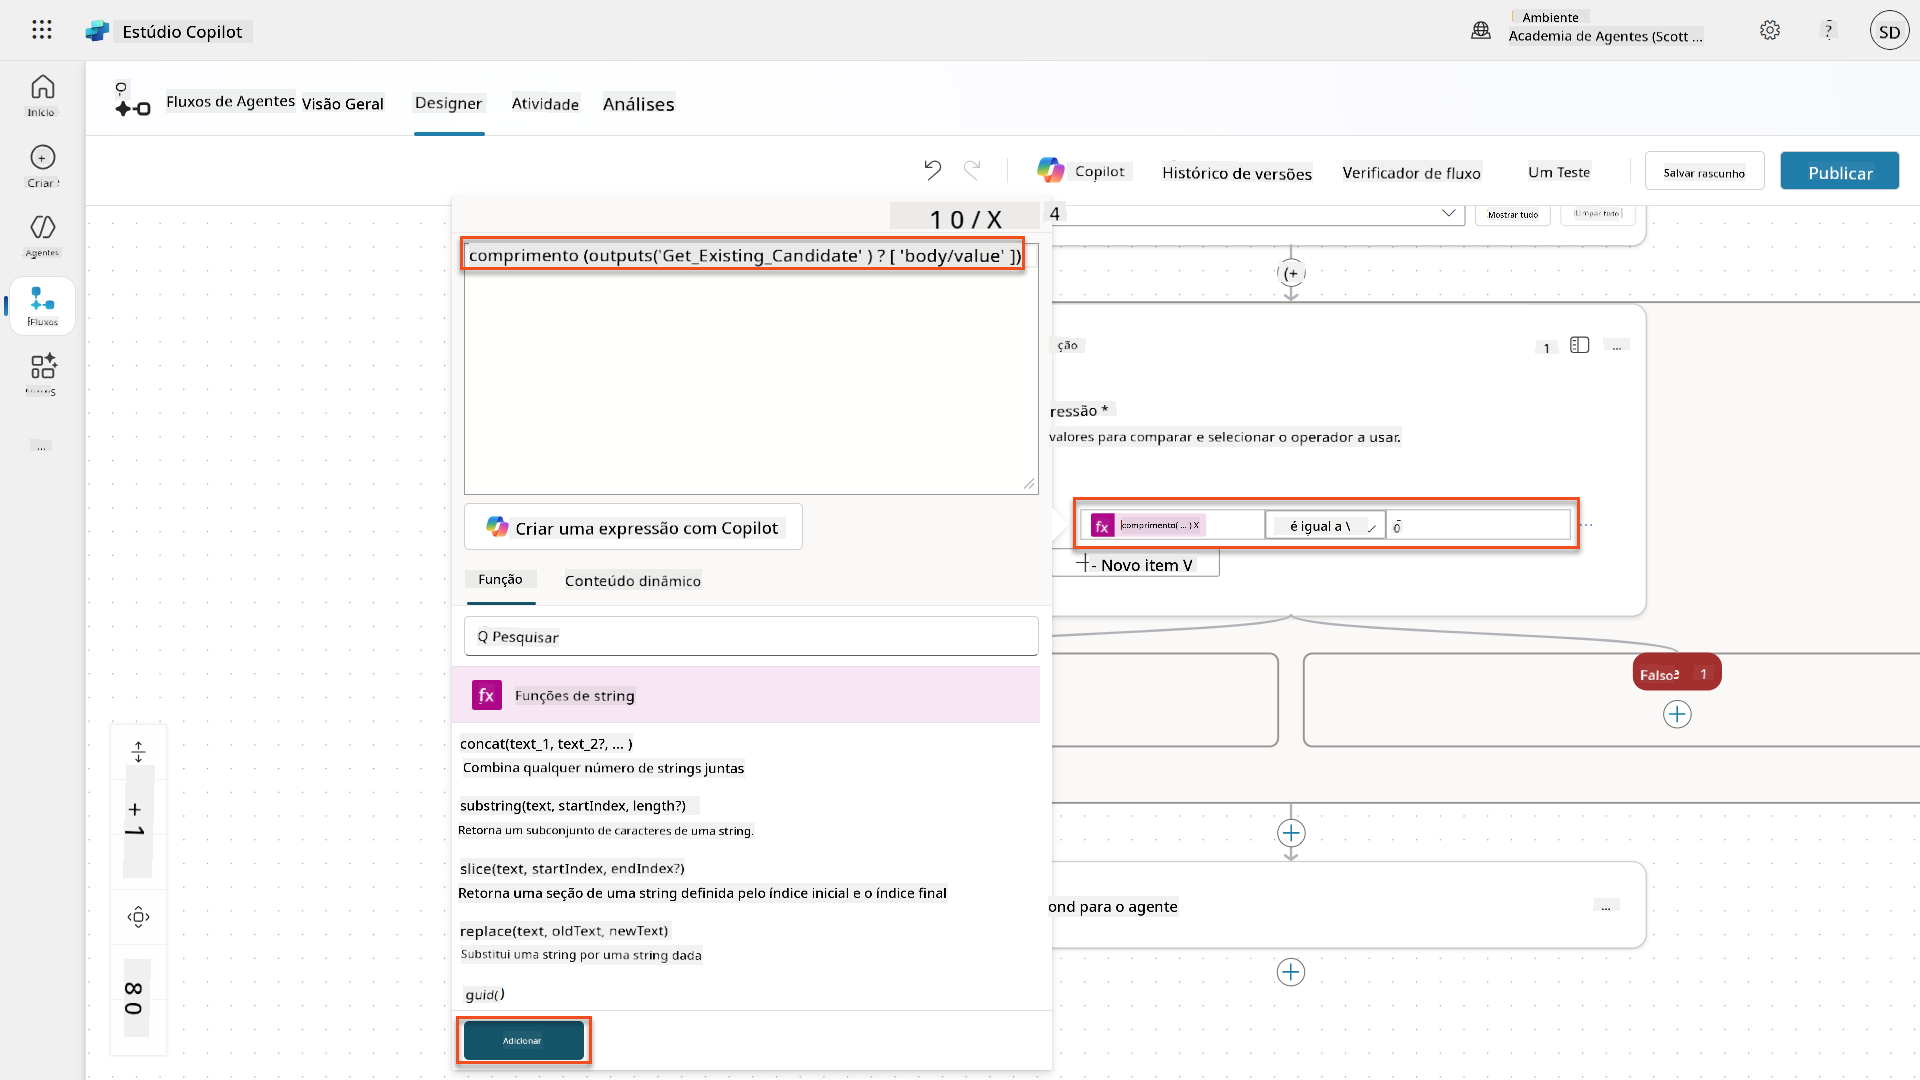 Estúdio Copilot
Ambiente
Academia de Agentes (Scott ...
?
SD
Início
Criar
Agentes
Fluxos
...
Fluxos de Agentes
Visão Geral
Designer
Atividade
Análises
Copilot
Histórico de versões
Verificador de fluxo
Um Teste
Salvar rascunho
Publicar
1 0 / X
4
Mostrar tudo
Limpar tudo
comprimento (outputs('Get_Existing_Candidate' ) ? [ 'body/value' ])
(+
ção
1
...
ressão *
valores para comparar e selecionar o operador a usar.
fx
comprimento( ... ) X
é igual a \
...
+- Novo item V
Criar uma expressão com Copilot
Função
Conteúdo dinâmico
Q Pesquisar
fx
Funções de string
Falso
1
concat(text_1, text_2?, ... )
Combina qualquer número de strings juntas
substring(text, startIndex, length?)
Retorna um subconjunto de caracteres de uma string.
slice(text, startIndex, endIndex?)
Retorna uma seção de uma string definida pelo índice inicial e o índice final
replace(text, oldText, newText)
Substitui uma string por uma string dada
guid()
Adicionar
ond para o agente
...
+ 1
8 0